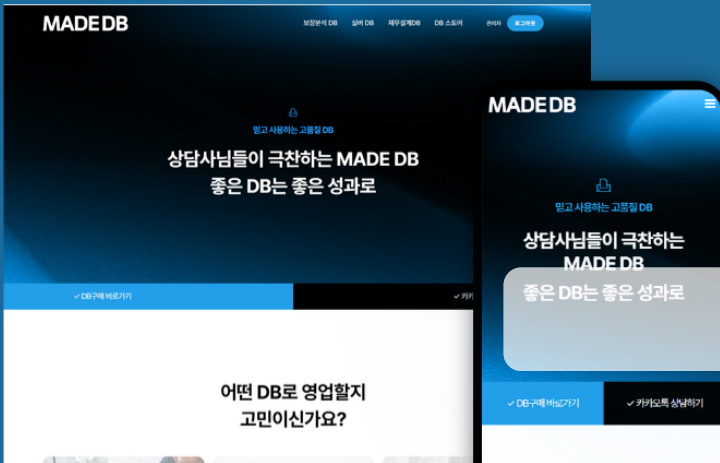 MADE DB
보장분석 DB 실버 DB 재무설계DB DB 스토어 관리자 로그아웃
믿고 사용하는 고품질 DB
상담사님들이 극찬하는 MADE DB
좋은 DB는 좋은 성과로
✓ DB구매 바로가기
✓ 카카
어떤 DB로 영업할지
고민이신가요?
MADE DB
믿고 사용하는 고품질 DB
상담사님들이 극찬하는
MADE DB
좋은 DB는 좋은 성과로
✓ DB구매 바로가기 ✓ 카카오톡 상담하기